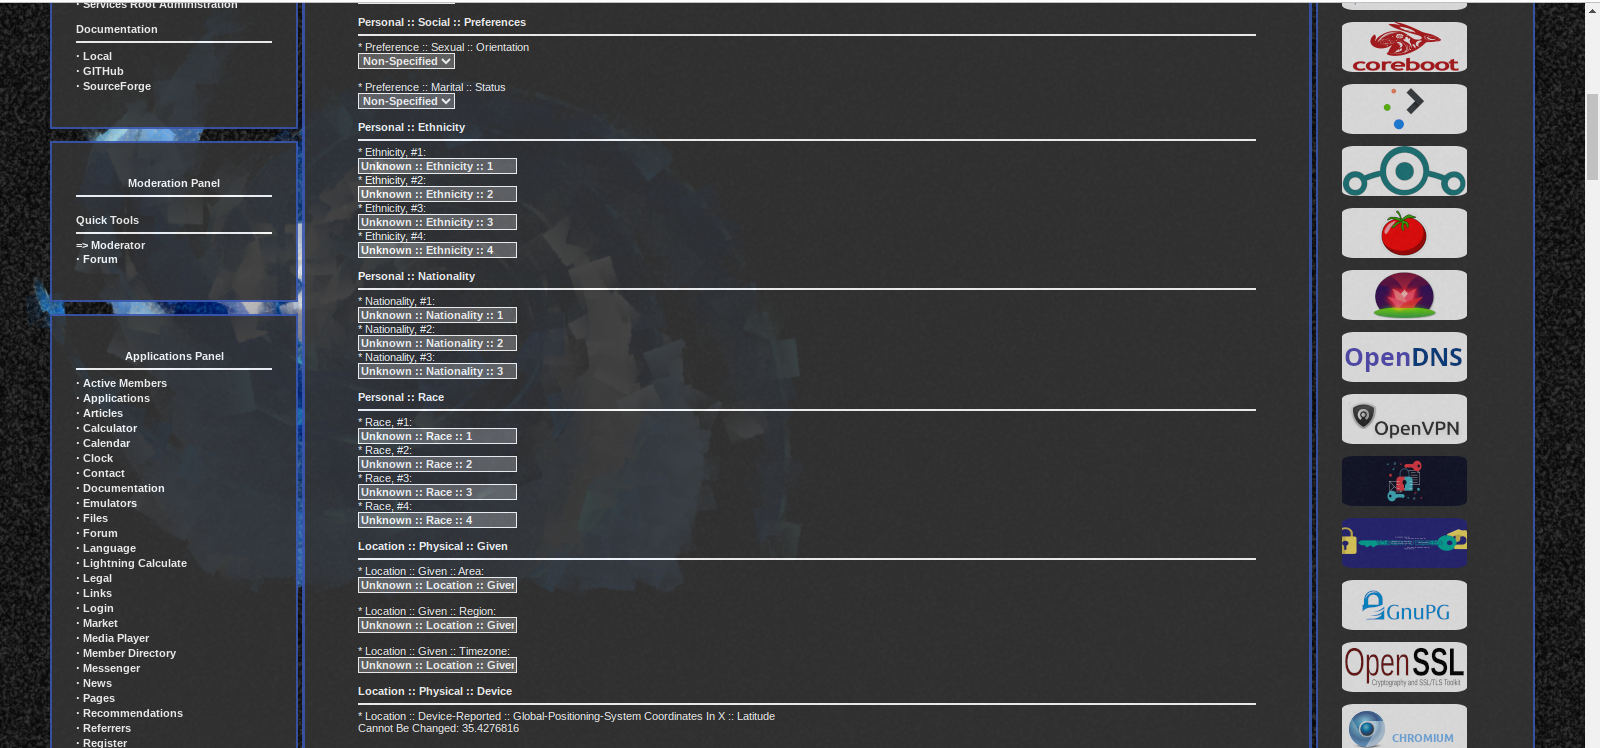 · Services Root Administration
Documentation
· Local
· GITHub
· SourceForge
Moderation Panel
Quick Tools
=> Moderator
· Forum
Applications Panel
· Active Members
· Applications
· Articles
· Calculator
· Calendar
· Clock
· Contact
· Documentation
· Emulators
· Files
· Forum
· Language
· Lightning Calculate
· Legal
· Links
· Login
· Market
· Media Player
· Member Directory
· Messenger
· News
· Pages
· Recommendations
· Referrers
· Register
Personal :: Social :: Preferences
* Preference :: Sexual :: Orientation
Non-Specified
* Preference :: Marital :: Status
Non-Specified
Personal :: Ethnicity
* Ethnicity, #1:
Unknown :: Ethnicity :: 1
* Ethnicity, #2:
Unknown :: Ethnicity :: 2
* Ethnicity, #3:
Unknown :: Ethnicity :: 3
* Ethnicity, #4:
Unknown :: Ethnicity :: 4
Personal :: Nationality
* Nationality, #1:
Unknown :: Nationality :: 1
* Nationality, #2:
Unknown :: Nationality :: 2
* Nationality, #3:
Unknown :: Nationality :: 3
Personal :: Race
* Race, #1:
Unknown :: Race :: 1
* Race, #2:
Unknown :: Race :: 2
* Race, #3:
Unknown :: Race :: 3
* Race, #4:
Unknown :: Race :: 4
Location :: Physical :: Given
* Location :: Given :: Area:
Unknown :: Location :: Given
* Location :: Given :: Region:
Unknown :: Location :: Given
* Location :: Given :: Timezone:
Unknown :: Location :: Given
Location :: Physical :: Device
* Location :: Device-Reported :: Global-Positioning-System Coordinates In X :: Latitude
Cannot Be Changed: 35.4276816
coreboot
OpenDNS
OpenVPN
GnuPG
OpenSSL
Cryptography and SSL/TLS Toolkit
CHROMIUM